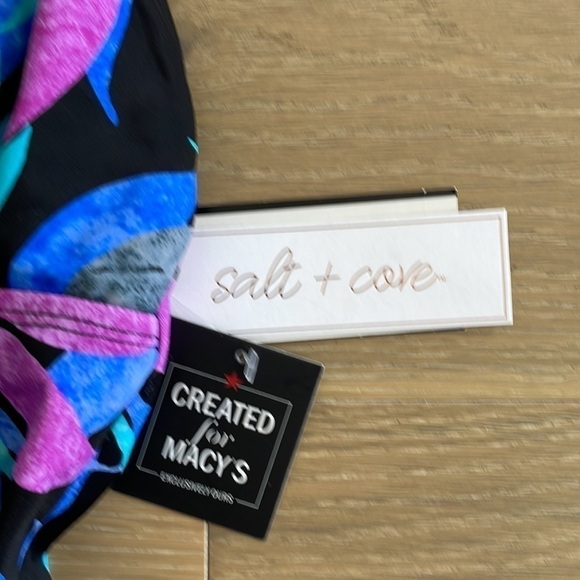 salt + cove
CREATED
for
MACY'S
EXCLUSIVELY OURS